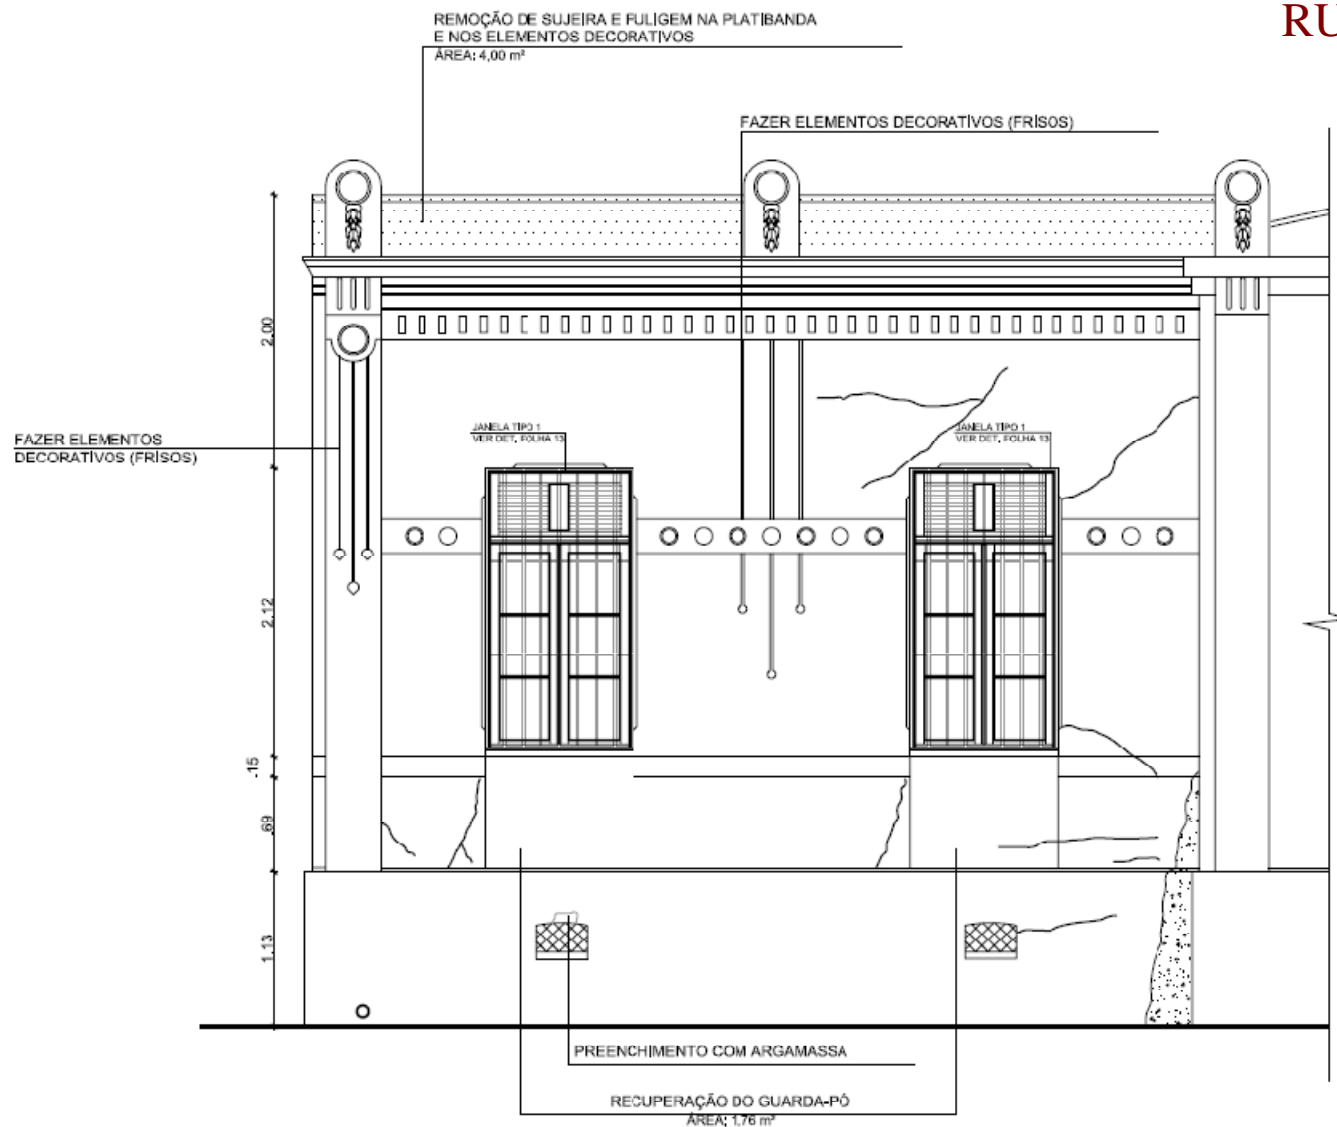 RU
REMOÇÃO DE SUJEIRA E FULIGEM NA PLATIBANDA
E NOS ELEMENTOS DECORATIVOS
ÁREA: 4,00 m²
FAZER ELEMENTOS DECORATIVOS (FRISOS)
2.00
FAZER ELEMENTOS
DECORATIVOS (FRISOS)
JANELA TIPO 1
VER DET. FOLHA 13
JANELA TIPO 1
VER DET. FOLHA 13
2.12
.15
.69
1.13
PREENCHIMENTO COM ARGAMASSA
RECUPERAÇÃO DO GUARDA-PÓ
ÁREA: 1,76 m²